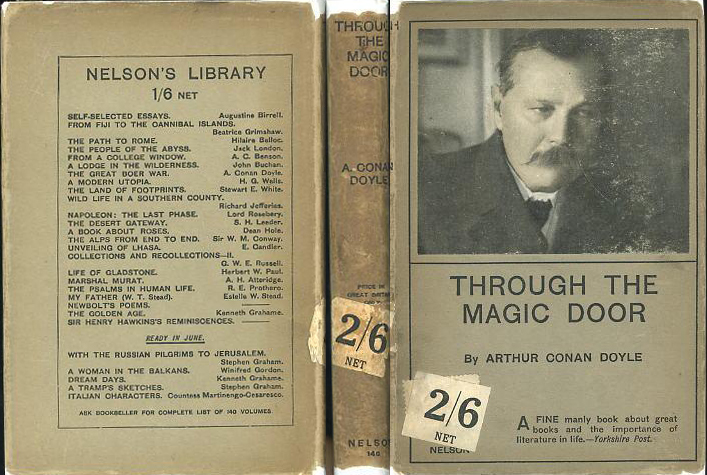 NELSON'S LIBRARY
1/6 NET
SELF-SELECTED ESSAYS. Augustine Birrell.
FROM FIJI TO THE CANNIBAL ISLANDS.
Beatrice Grimshaw.
THE PATH TO ROME. Hilaire Belloc.
THE PEOPLE OF THE ABYSS. Jack London.
FROM A COLLEGE WINDOW. A. C. Benson.
A LODGE IN THE WILDERNESS. John Buchan.
THE GREAT BOER WAR. A. Conan Doyle.
A MODERN UTOPIA. H. G. Wells.
THE LAND OF FOOTPRINTS. Stewart E. White.
WILD LIFE IN A SOUTHERN COUNTY.
Richard Jefferies.
NAPOLEON: THE LAST PHASE. Lord Rosebery.
THE DESERT GATEWAY. S. H. Leeder.
A BOOK ABOUT ROSES. Dean Hole.
THE ALPS FROM END TO END. Sir W. M. Conway.
UNVEILING OF LHASA. E. Candler.
COLLECTIONS AND RECOLLECTIONS—II.
G. W. E. Russell.
LIFE OF GLADSTONE. Herbert W. Paul.
MARSHAL MURAT. A. H. Atteridge.
THE PSALMS IN HUMAN LIFE. R. E. Prothero.
MY FATHER (W. T. Stead). Estelle W. Stead.
NEWBOLT'S POEMS.
THE GOLDEN AGE. Kenneth Grahame.
SIR HENRY HAWKINS'S REMINISCENCES.
READY IN JUNE.
WITH THE RUSSIAN PILGRIMS TO JERUSALEM.
Stephen Graham.
A WOMAN IN THE BALKANS. Winifred Gordon.
DREAM DAYS. Kenneth Grahame.
A TRAMP'S SKETCHES. Stephen Graham.
ITALIAN CHARACTERS. Countess Martinengo-Cesaresco.
ASK BOOKSELLER FOR COMPLETE LIST OF 140 VOLUMES
THROUGH
THE
MAGIC
DOOR
A. CONAN
DOYLE
PRICE IN
GREAT BRITAIN
2/6
NET
NELSON
146
THROUGH THE
MAGIC DOOR
By ARTHUR CONAN DOYLE
2/6
NET
NELSON
A FINE manly book about great
books and the importance of
literature in life.—Yorkshire Post.